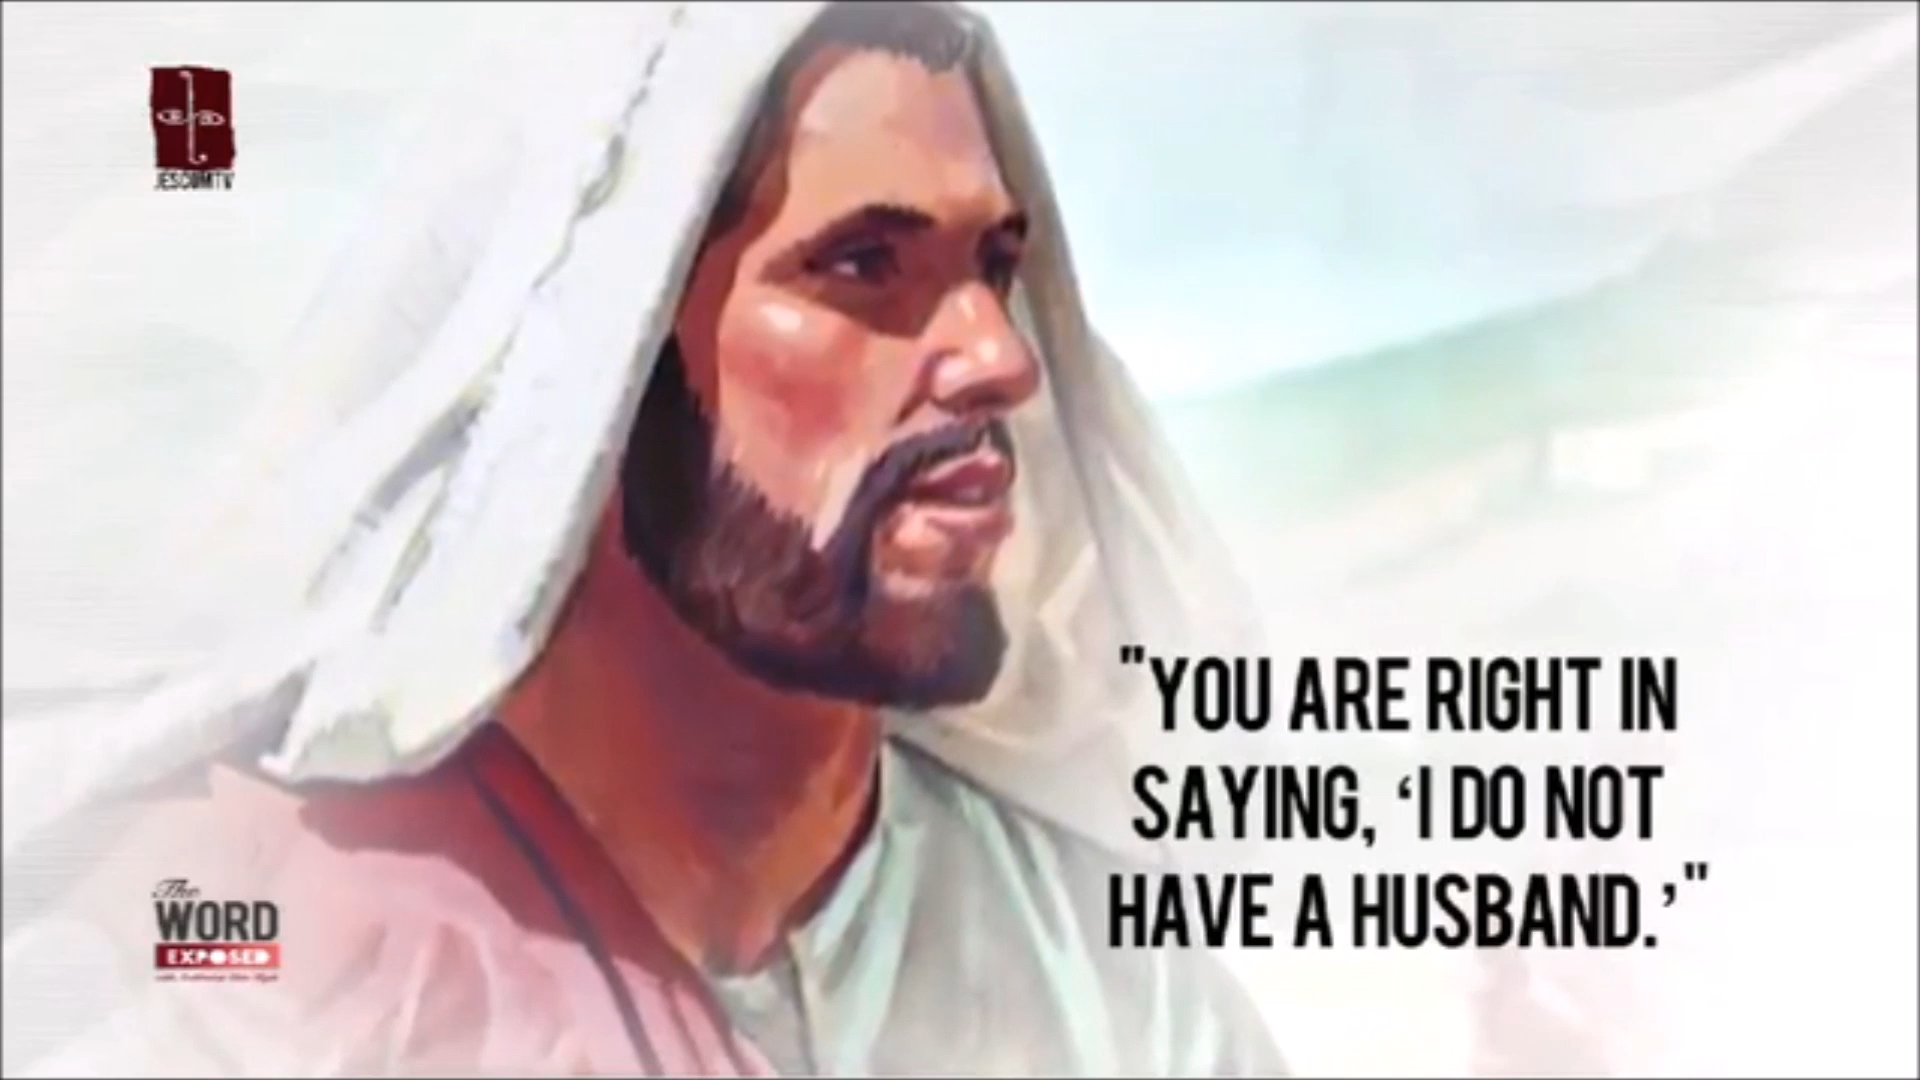 JESCOMTV
"YOU ARE RIGHT IN
SAYING, ‘I DO NOT
HAVE A HUSBAND.’"
The
WORD
EXPOSED